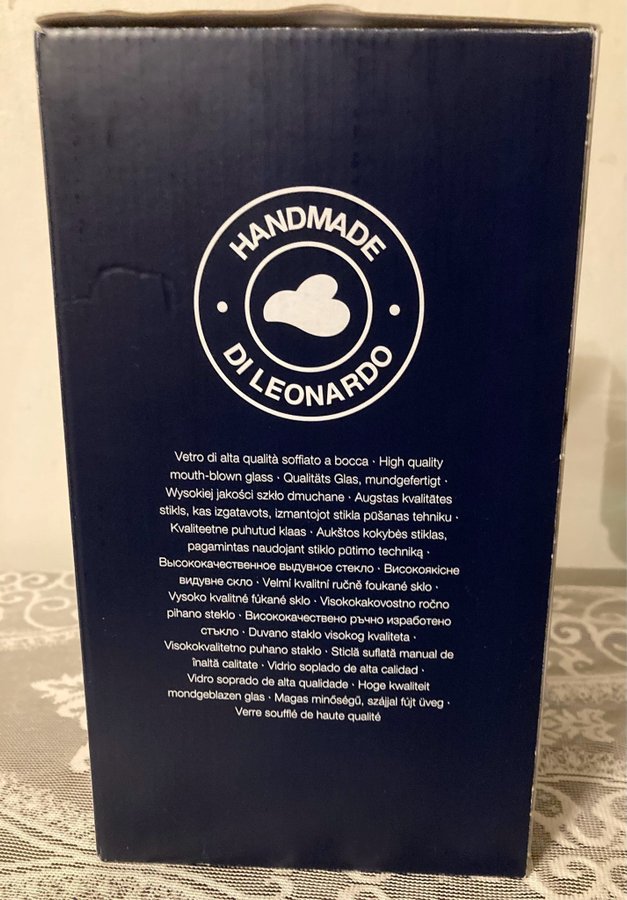 HANDMADE
DI LEONARDO
Vetro di alta qualità soffiato a bocca · High quality
mouth-blown glass · Qualitäts Glas, mundgefertigt ·
Wysokiej jakości szkło dmuchane · Augstas kvalitātes
stikls, kas izgatavots, izmantojot stikla pūšanas tehniku ·
Kvaliteetne puhutud klaas · Aukštos kokybės stiklas,
pagamintas naudojant stiklo pūtimo techniką ·
Высококачественное выдувное стекло · Високоякісне
видувне скло · Velmí kvalitní ručně foukané sklo ·
Vysoko kvalitné fúkané sklo · Visokokakovostno ročno
pihano steklo · Висококачествено ръчно изработено
стъкло · Duvano staklo visokog kvaliteta ·
Visokokvalitetno puhano staklo · Sticlă suflată manual de
înaltă calitate · Vidrio soplado de alta calidad ·
Vidro soprado de alta qualidade · Hoge kwaliteit
mondgeblazen glas · Magas minőségű, szájjal fújt üveg ·
Verre soufflé de haute qualité